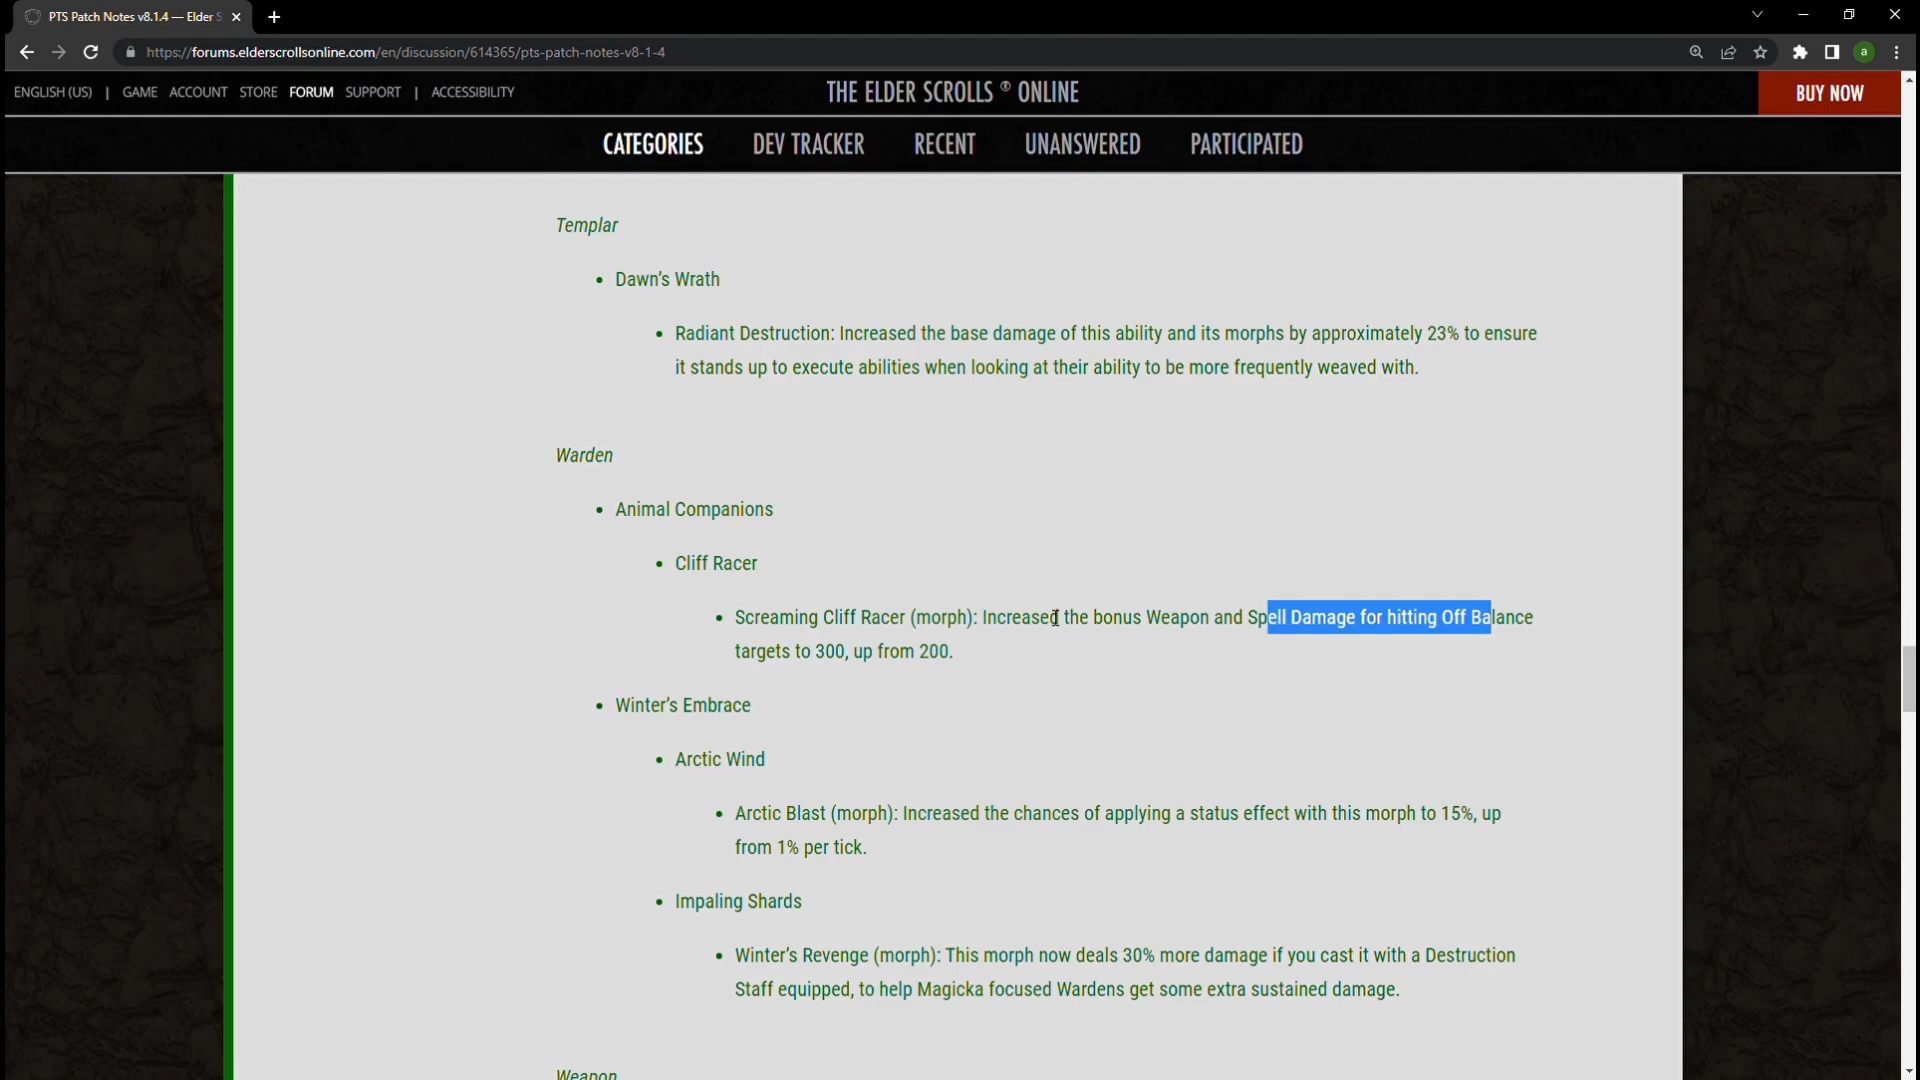 PTS Patch Notes v8.1.4 — Elder S
https://forums.elderscrollsonline.com/en/discussion/614365/pts-patch-notes-v8-1-4
a
ENGLISH (US) | GAME ACCOUNT STORE FORUM SUPPORT | ACCESSIBILITY
THE ELDER SCROLLS ® ONLINE
BUY NOW
CATEGORIES DEV TRACKER RECENT UNANSWERED PARTICIPATED
Templar
• Dawn's Wrath
• Radiant Destruction: Increased the base damage of this ability and its morphs by approximately 23% to ensure
it stands up to execute abilities when looking at their ability to be more frequently weaved with.
Warden
• Animal Companions
• Cliff Racer
• Screaming Cliff Racer (morph): Increased the bonus Weapon and Spell Damage for hitting Off Balance
targets to 300, up from 200.
• Winter's Embrace
• Arctic Wind
• Arctic Blast (morph): Increased the chances of applying a status effect with this morph to 15%, up
from 1% per tick.
• Impaling Shards
• Winter's Revenge (morph): This morph now deals 30% more damage if you cast it with a Destruction
Staff equipped, to help Magicka focused Wardens get some extra sustained damage.
Weapon